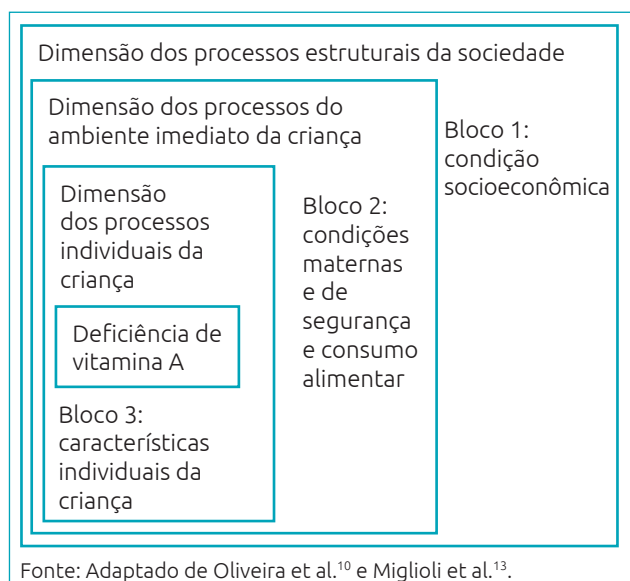 Dimensão dos processos estruturais da sociedade
Dimensão dos processos do
ambiente imediato da criança
Bloco 1:
condição
socioeconômica
Dimensão
dos processos
individuais da
criança
Bloco 2:
condições
maternas
e de
segurança
e consumo
alimentar
Deficiência de
vitamina A
Bloco 3:
características
individuais da
criança
Fonte: Adaptado de Oliveira et al.¹⁰ e Miglioli et al.¹³.